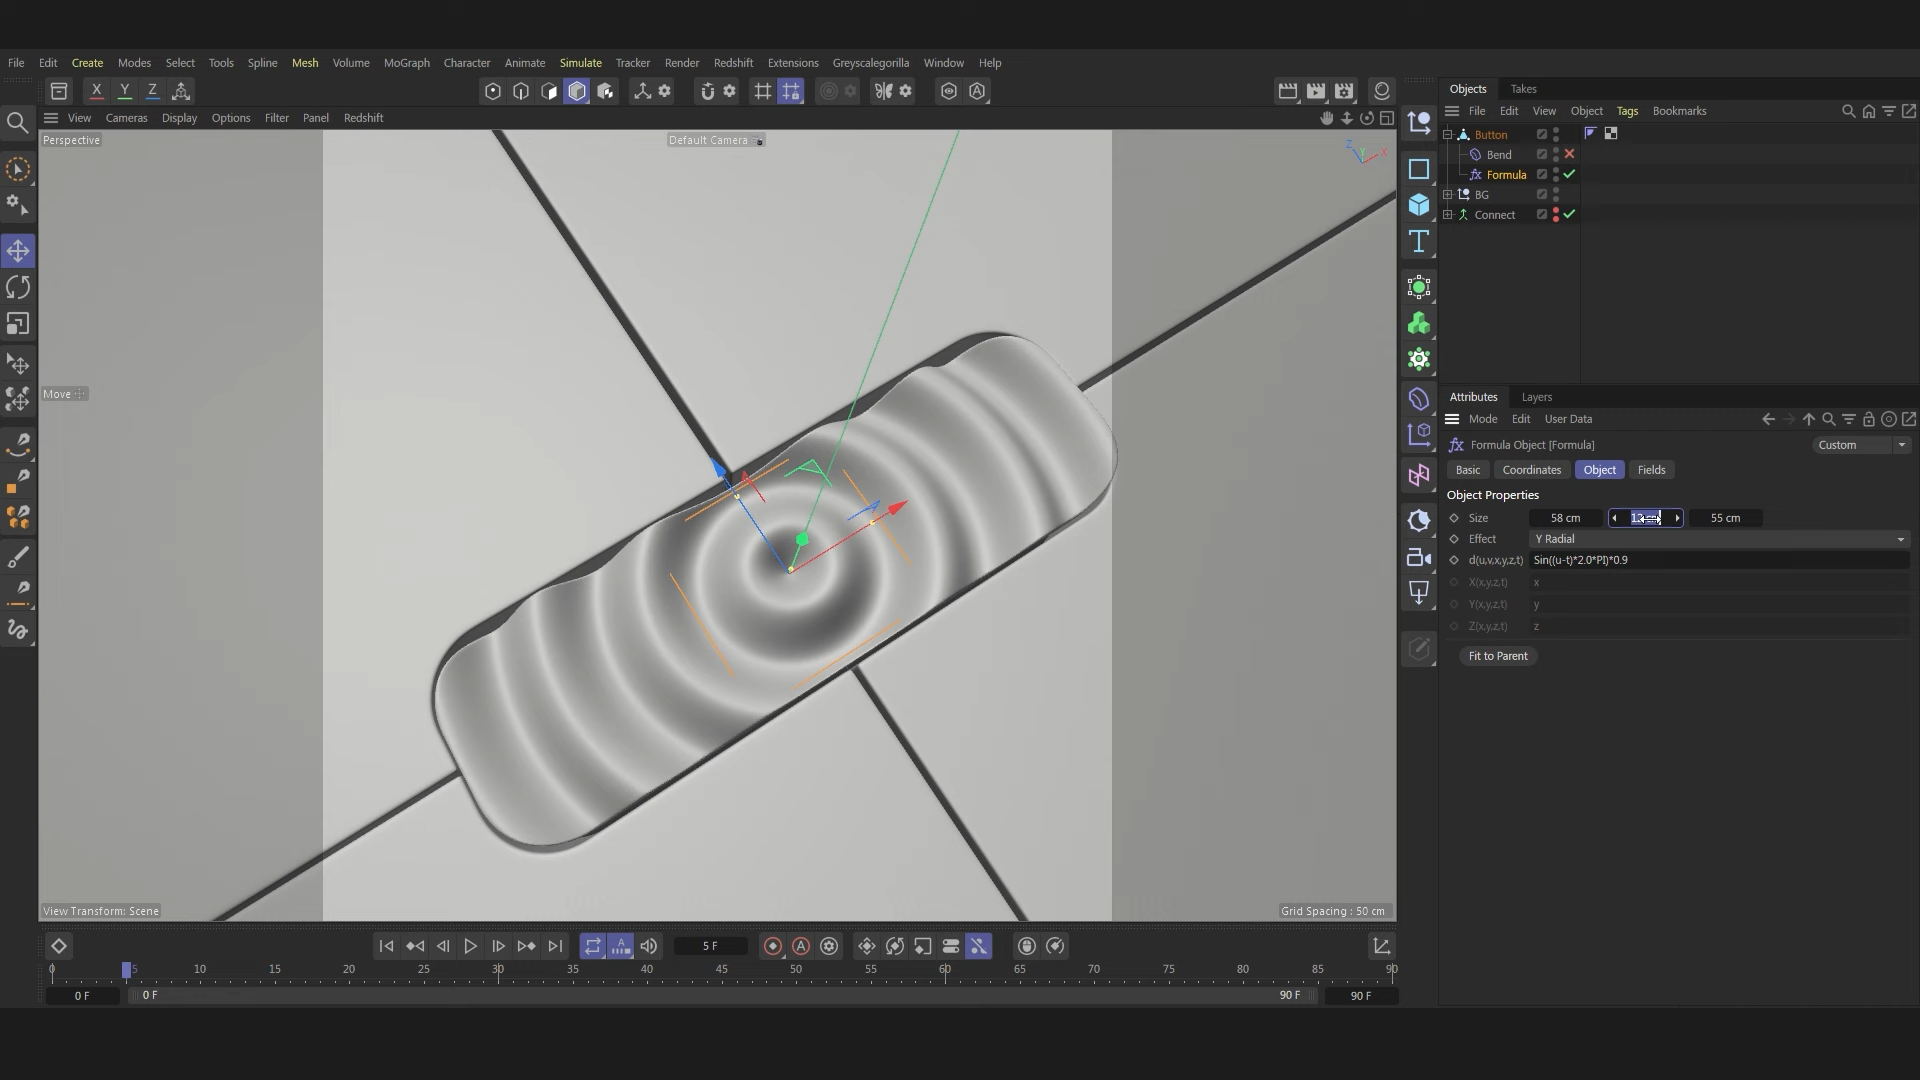 File Edit Create Modes Select Tools Spline Mesh Volume MoGraph Character Animate Simulate Tracker Render Redshift Extensions Greyscalegorilla Window Help
X Y Z
View Cameras Display Options Filter Panel Redshift
Perspective
Default Camera
Z Y X
Move
View Transform: Scene
Grid Spacing : 50 cm
5 F
0 5 10 15 20 25 30 35 40 45 50 55 60 65 70 75 80 85 90
0 F
0 F
90 F
90 F
Objects Takes
File Edit View Object Tags Bookmarks
Button
Bend
Formula
BG
Connect
Attributes Layers
Mode Edit User Data
Formula Object [Formula]
Custom
Basic Coordinates Object Fields
Object Properties
Size 58 cm 55 cm
Effect Y Radial
d(u,v,x,y,z,t) Sin((u-t)*2.0*PI)*0.9
X(x,y,z,t) x
Y(x,y,z,t) y
Z(x,y,z,t) z
Fit to Parent